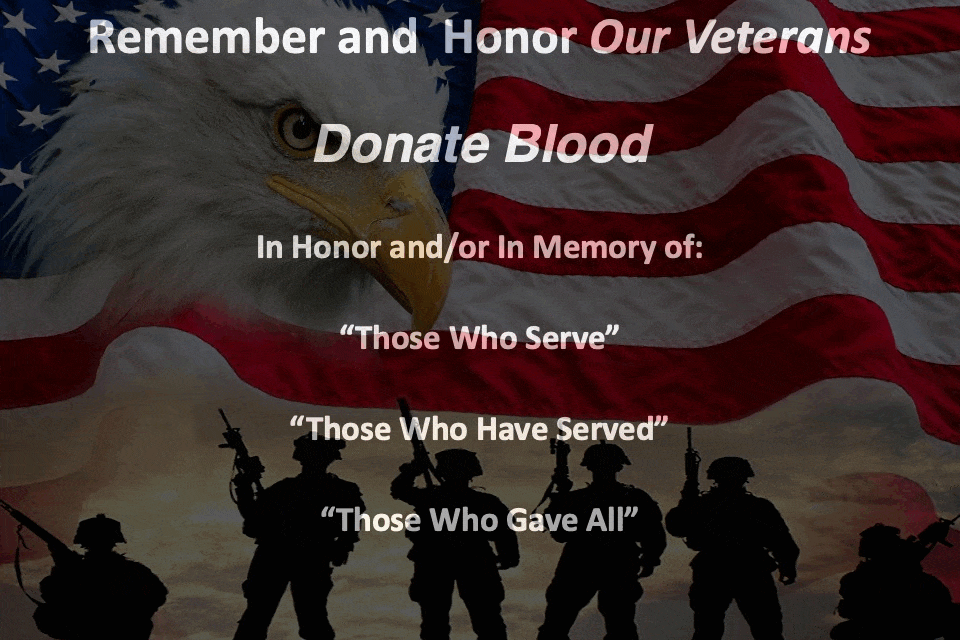 Remember and Honor Our Veterans
Donate Blood
In Honor and/or In Memory of:
“Those Who Serve”
“Those Who Have Served”
“Those Who Gave All”